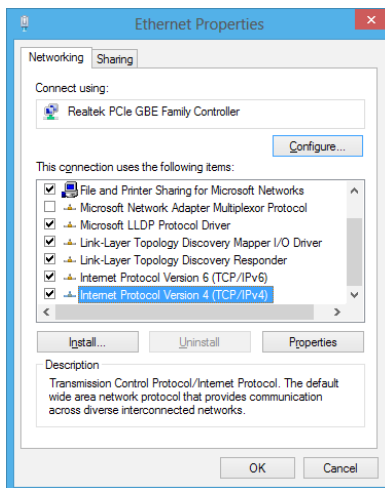 Ethernet Properties
Networking
Sharing
Connect using:
Realtek PCIe GBE Family Controller
Configure...
This connection uses the following items:
File and Printer Sharing for Microsoft Networks
Microsoft Network Adapter Multiplexor Protocol
Microsoft LLDP Protocol Driver
Link-Layer Topology Discovery Mapper I/O Driver
Link-Layer Topology Discovery Responder
Internet Protocol Version 6 (TCP/IPv6)
Internet Protocol Version 4 (TCP/IPv4)
Install...
Uninstall
Properties
Description
Transmission Control Protocol/Internet Protocol. The default
wide area network protocol that provides communication
across diverse interconnected networks.
OK
Cancel